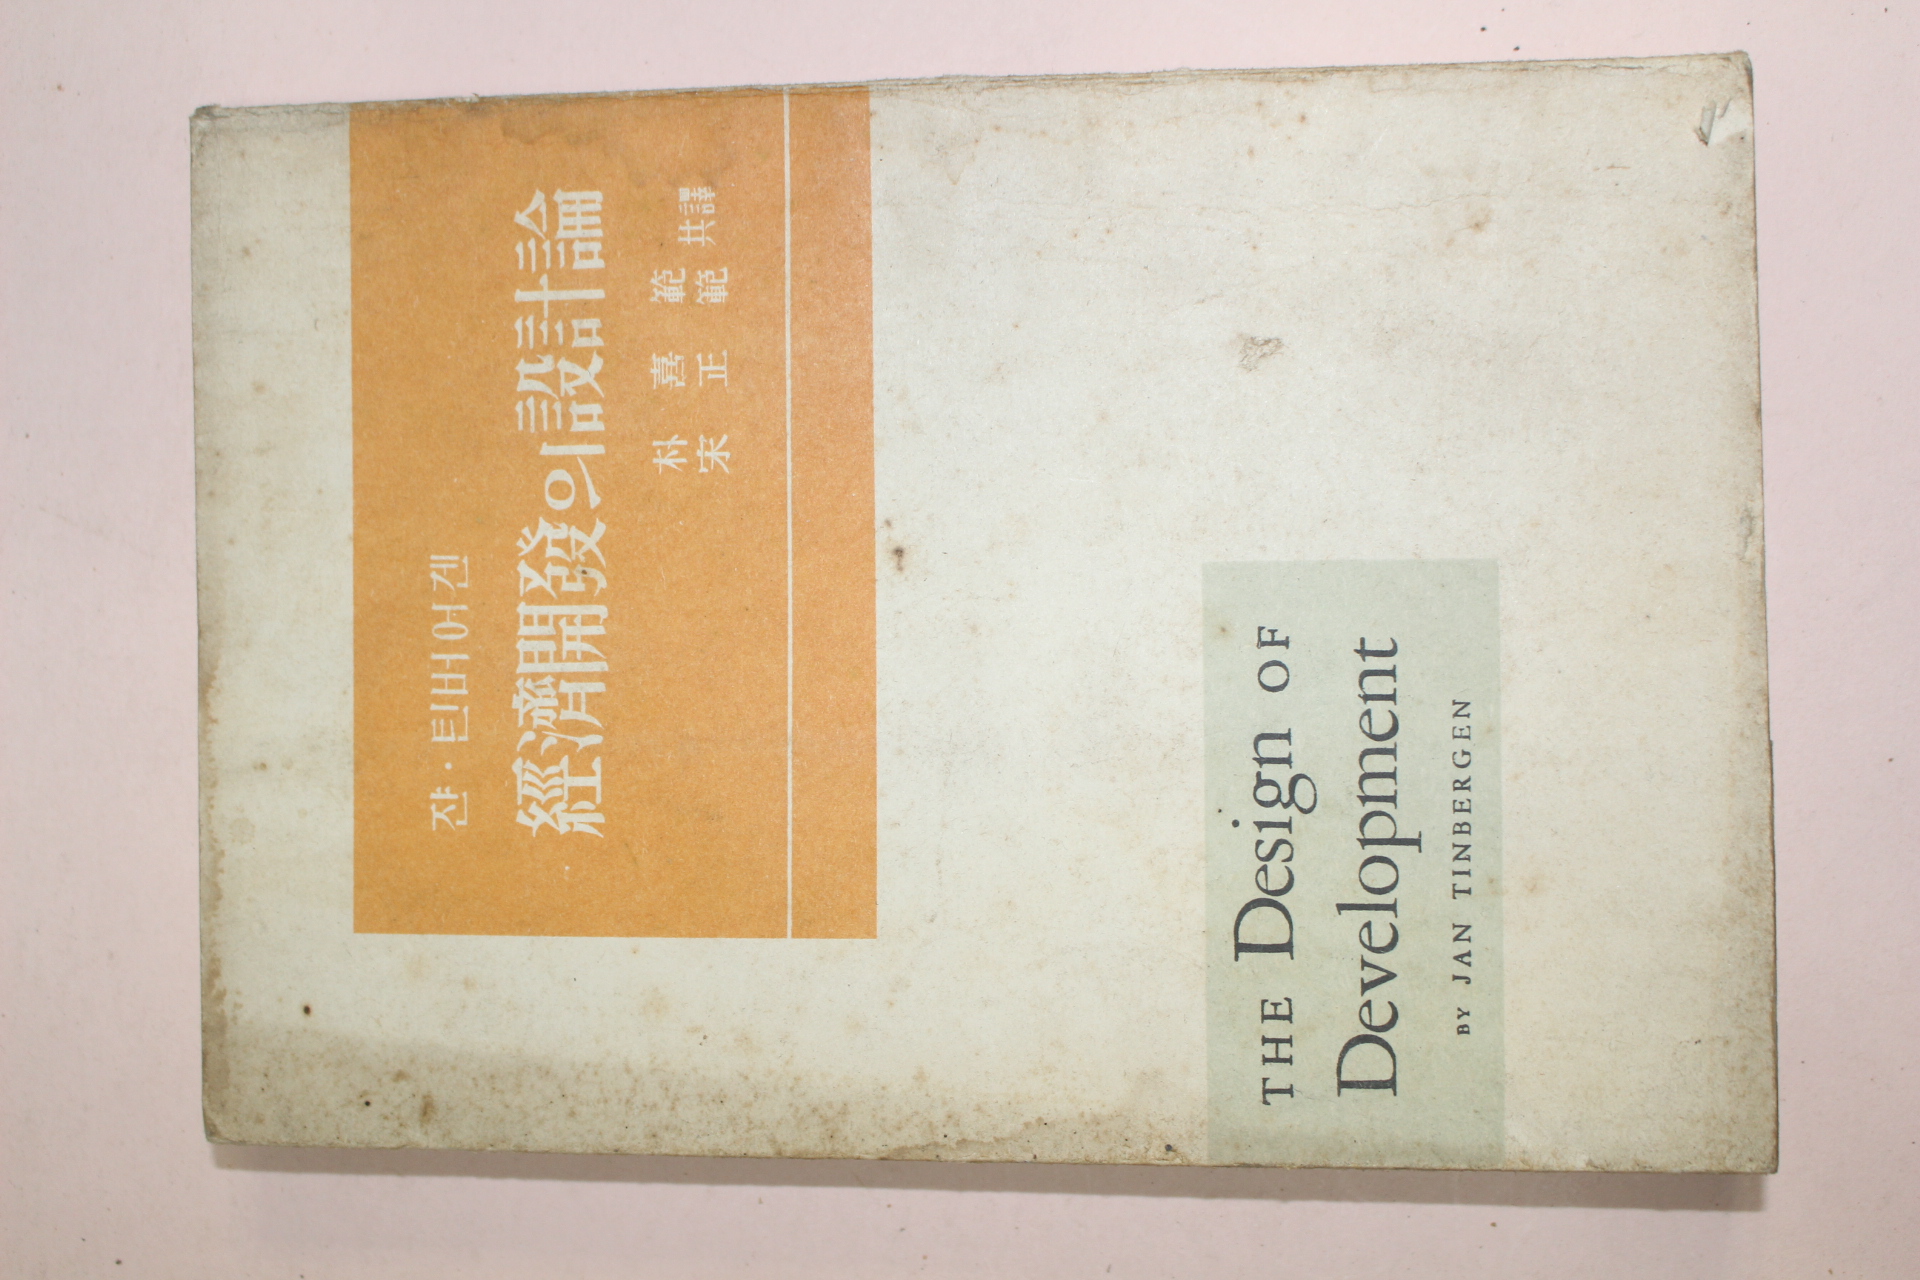 쟌·틴버어겐
經濟開發의設計論
朴喜範
宋正範 共譯
THE Design OF
Development
BY JAN TINBERGEN